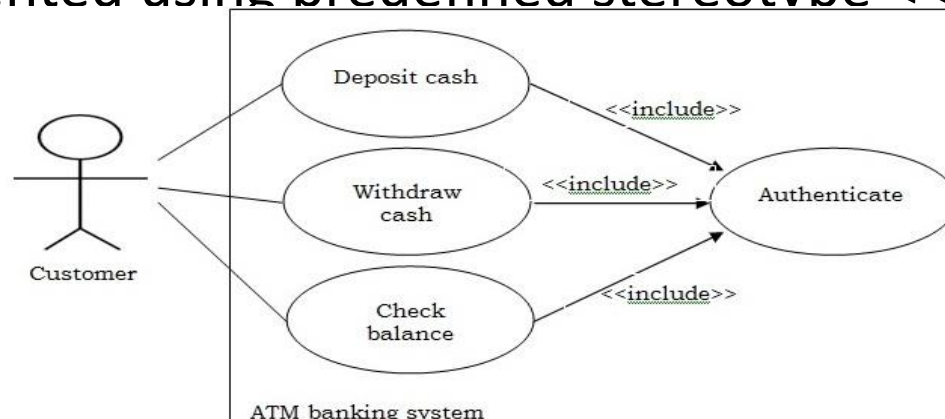 Deposit cash
<<include>>
Withdraw
cash
<<include>>
Authenticate
Customer
Check
balance
<<include>>
ATM banking system